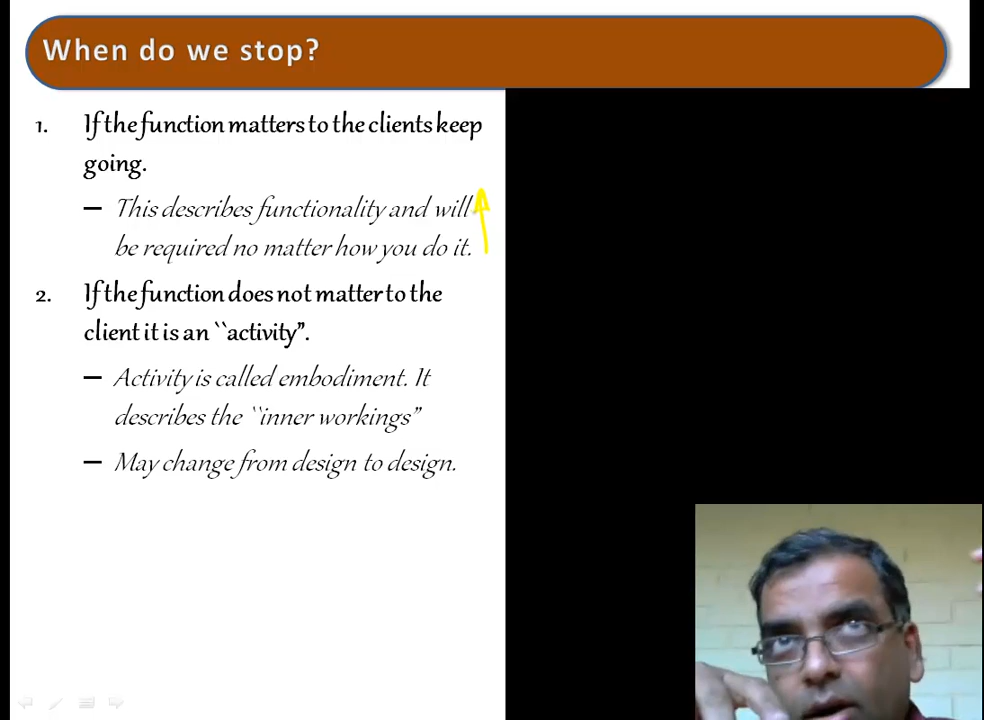 When do we stop?
1. If the function matters to the clients keep
going.
– This describes functionality and will
be required no matter how you do it.
2. If the function does not matter to the
client it is an ``activity”.
– Activity is called embodiment. It
describes the ``inner workings”
– May change from design to design.